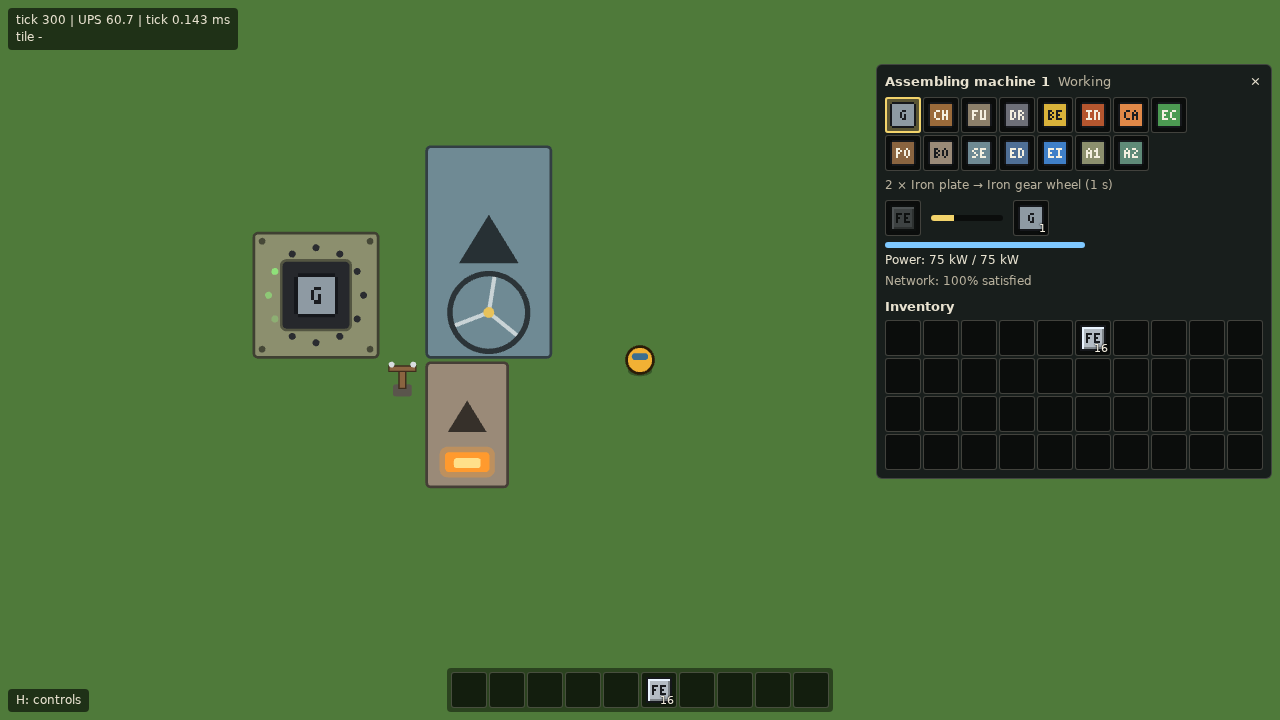 tick 300 | UPS 60.7 | tick 0.143 ms
tile -
Assembling machine 1 Working ×
G CH FU DR BE IN CA EC
PO BO SE ED EI A1 A2
2 × Iron plate → Iron gear wheel (1 s)
FE G 1
Power: 75 kW / 75 kW
Network: 100% satisfied
Inventory
FE 16
G
FE 16
H: controls